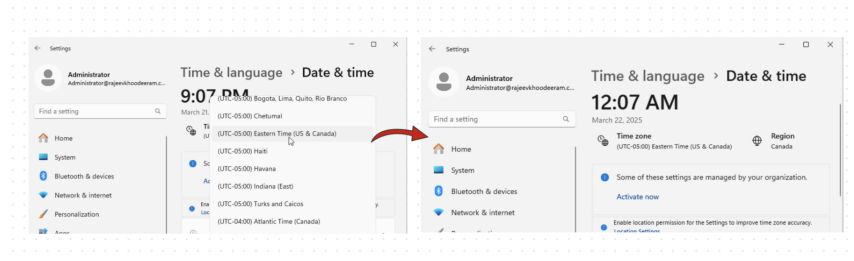 Settings
Administrator
Administrator@rajeevkhoodeeram.c...
Find a setting
Home
System
Bluetooth & devices
Network & internet
Personalization
Apps
Time & language > Date & time
9:07 PM
March 21,
(UTC-05:00) Bogota, Lima, Quito, Rio Branco
(UTC-05:00) Chetumal
(UTC-05:00) Eastern Time (US & Canada)
(UTC-05:00) Haiti
(UTC-05:00) Havana
(UTC-05:00) Indiana (East)
(UTC-05:00) Turks and Caicos
(UTC-04:00) Atlantic Time (Canada)
Settings
Administrator
Administrator@rajeevkhoodeeram.c...
Find a setting
Home
System
Bluetooth & devices
Network & internet
Time & language > Date & time
12:07 AM
March 22, 2025
Time zone
(UTC-05:00) Eastern Time (US & Canada)
Region
Canada
Some of these settings are managed by your organization.
Activate now
Enable location permission for the Settings to improve time zone accuracy.
Location Settings